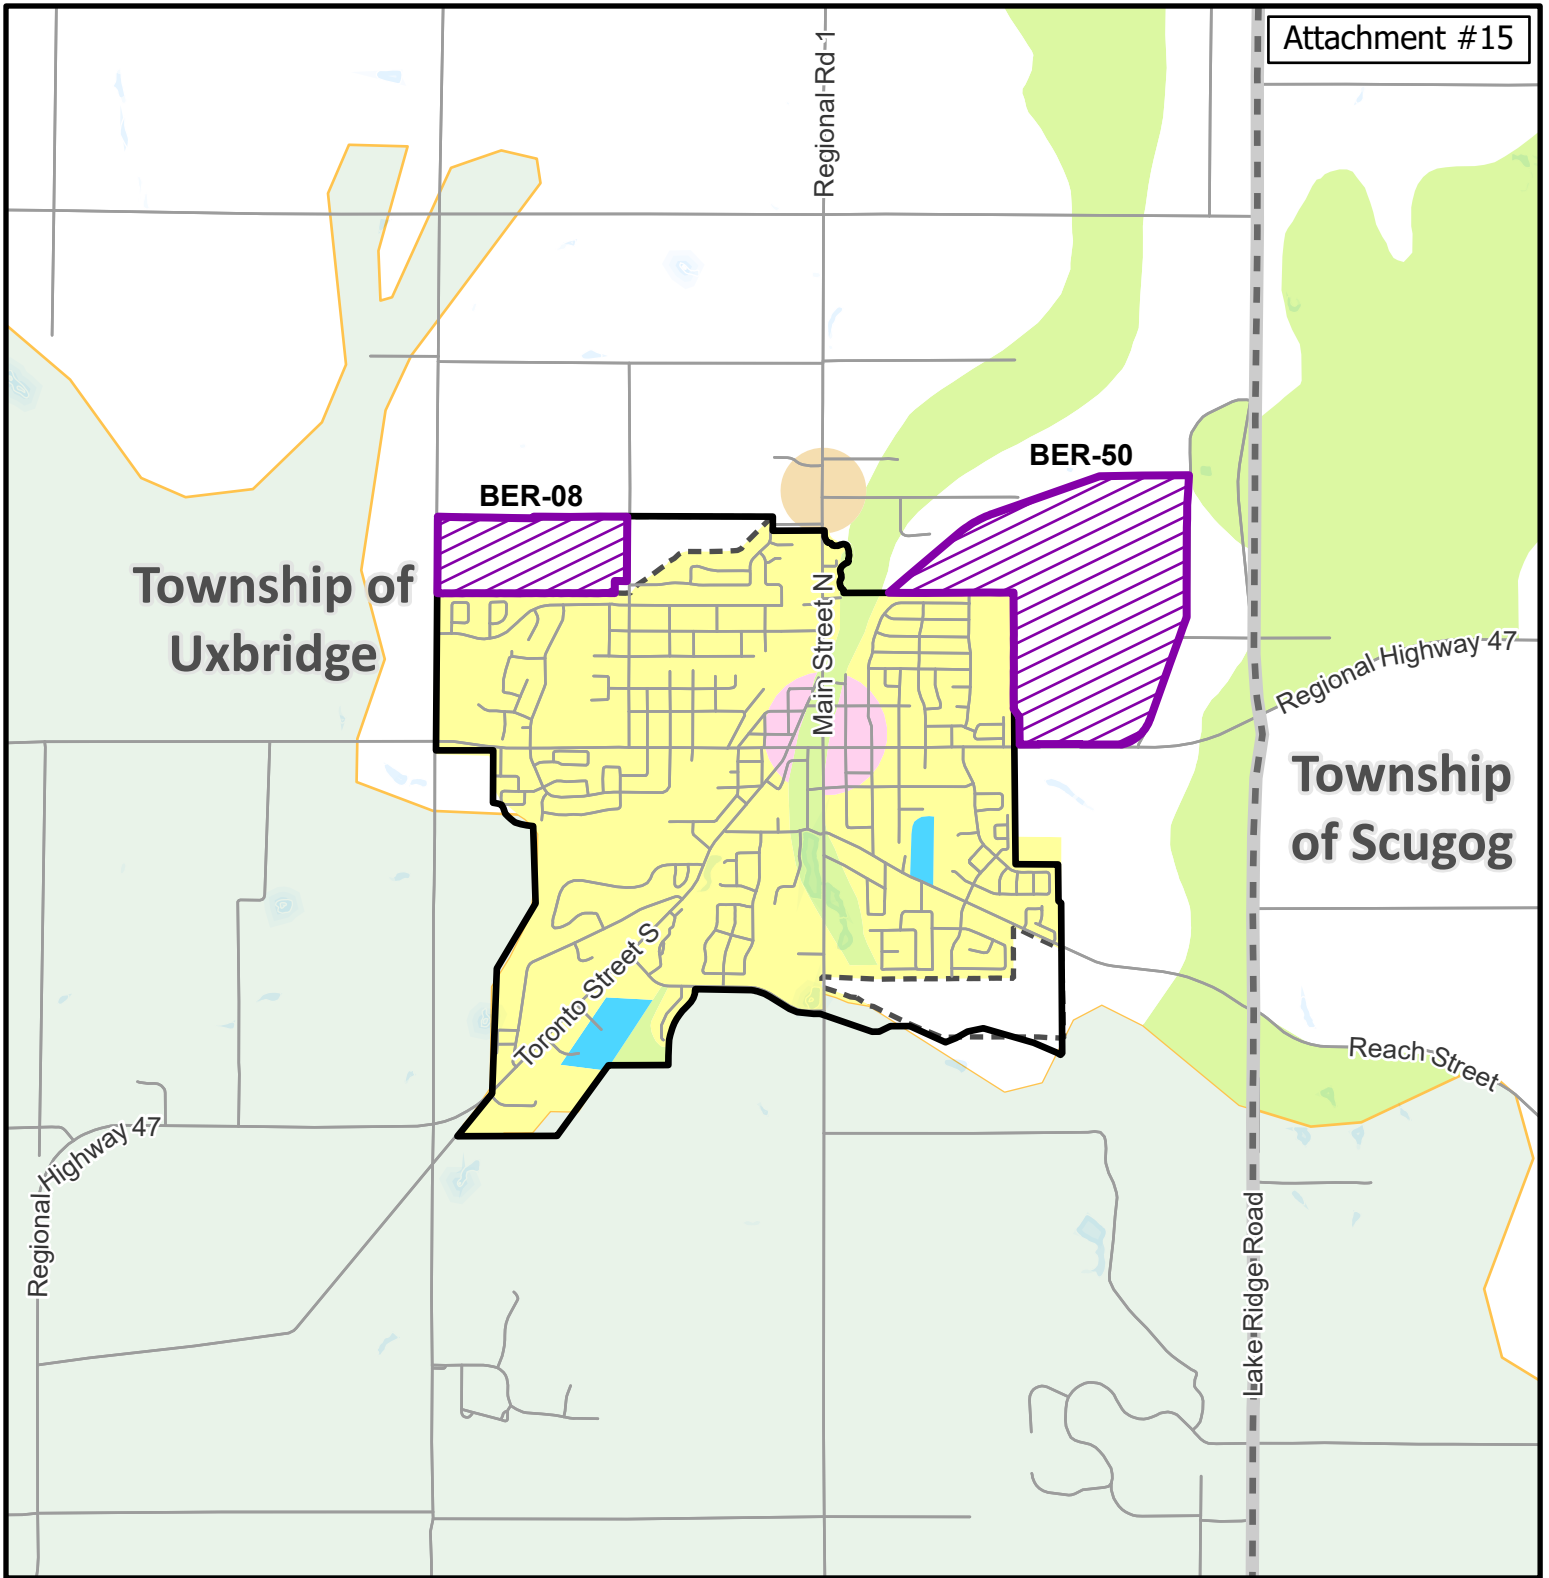 Attachment #15
Regional Rd 1
BER-50
BER-08
Township of
Uxbridge
Main Street N
Regional Highway 47
Township
of Scugog
Toronto Street S
Reach Street
Regional Highway 47
Regional
Lake Ridge Road